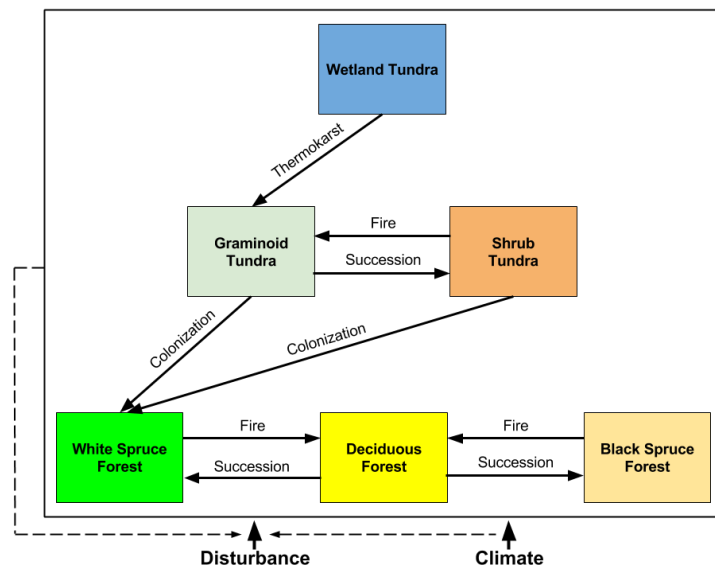 Wetland Tundra
Thermokarst
Graminoid
Tundra
Fire
Succession
Shrub
Tundra
Colonization
Colonization
White Spruce
Forest
Fire
Succession
Deciduous
Forest
Fire
Succession
Black Spruce
Forest
Disturbance
Climate